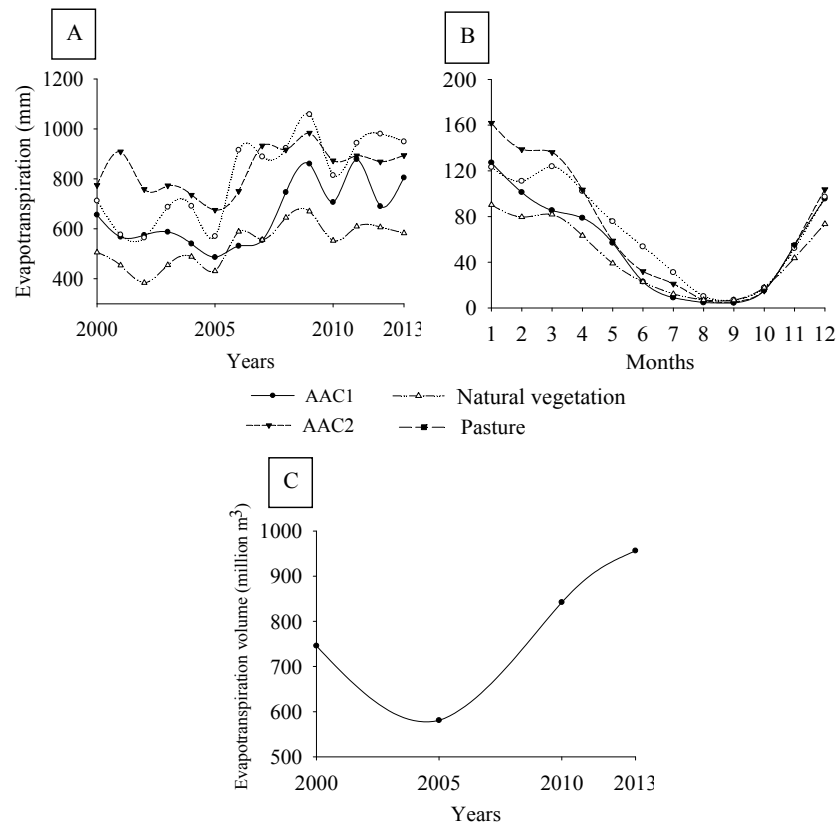 A
B
Evapotranspiration (mm)
1200
1000
800
600
400
2000
2005
2010
2013
Years
200
160
120
80
40
0
1 2 3 4 5 6 7 8 9 10 11 12
Months
AAC1
Natural vegetation
AAC2
Pasture
C
Evapotranspiration volume (million m³)
1000
900
800
700
600
500
2000
2005
2010
2013
Years